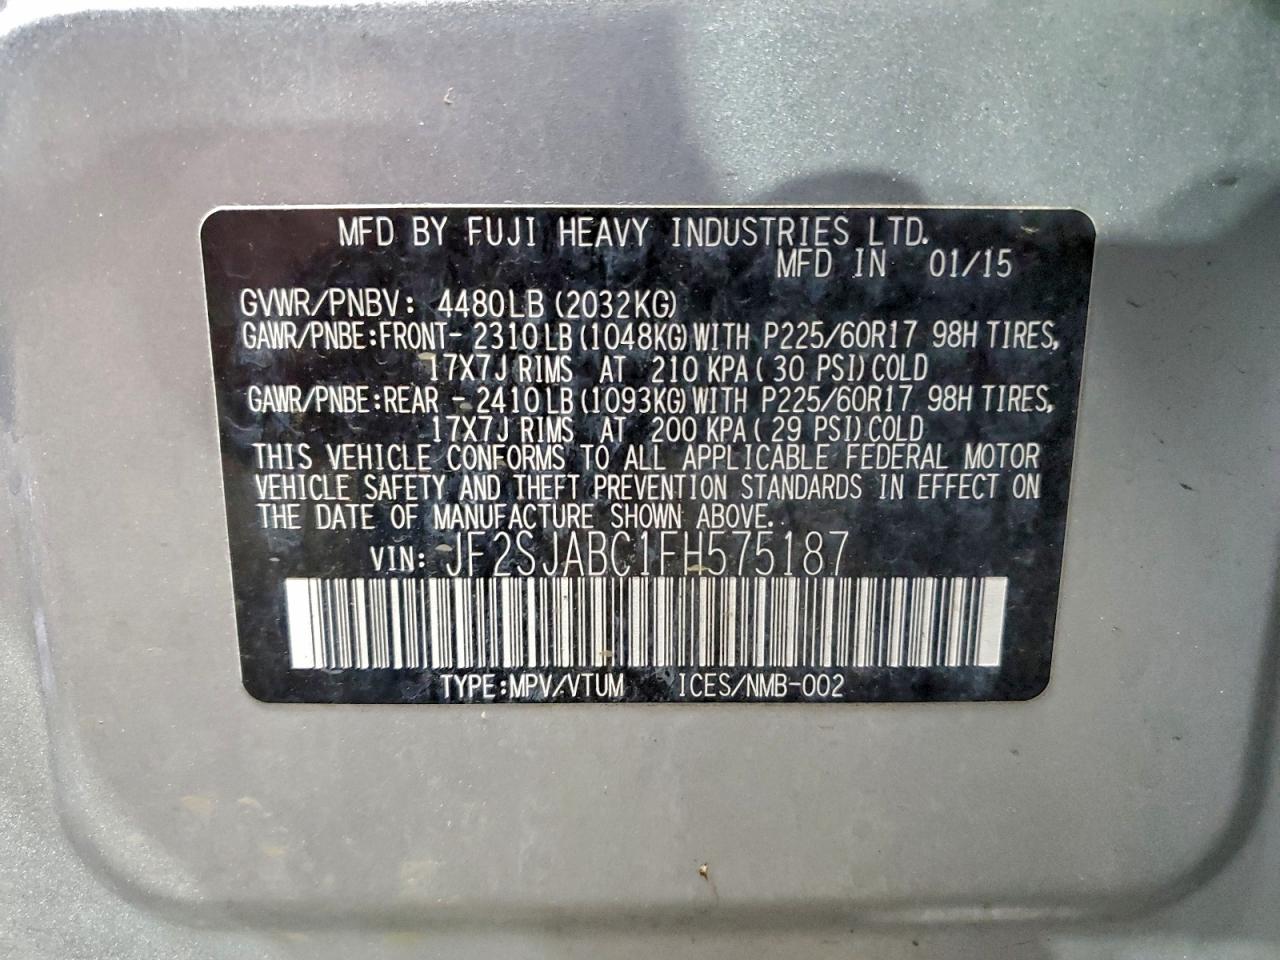 MFD BY FUJI HEAVY INDUSTRIES LTD.
MFD IN 01/15
GVWR/PNBV: 4480LB (2032KG)
GAWR/PNBE:FRONT- 2310LB (1048KG) WITH P225/60R17 98H TIRES,
17X7J RIMS AT 210 KPA ( 30 PSI) COLD
GAWR/PNBE:REAR - 2410LB (1093KG) WITH P225/60R17 98H TIRES,
17X7J RIMS AT 200 KPA ( 29 PSI) COLD
THIS VEHICLE CONFORMS TO ALL APPLICABLE FEDERAL MOTOR
VEHICLE SAFETY AND THEFT PREVENTION STANDARDS IN EFFECT ON
THE DATE OF MANUFACTURE SHOWN ABOVE.
VIN: JF2SJABC1FH575187
TYPE:MPV/VTUM ICES/NMB-002